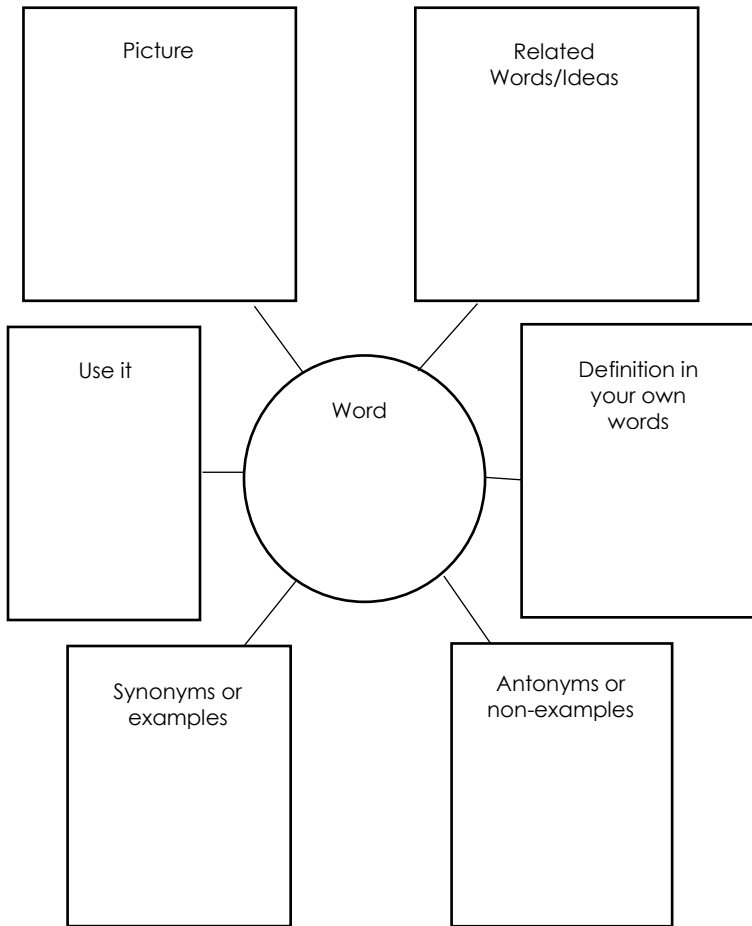 Picture
Related
Words/Ideas
Use it
Word
Definition in
your own
words
Synonyms or
examples
Antonyms or
non-examples